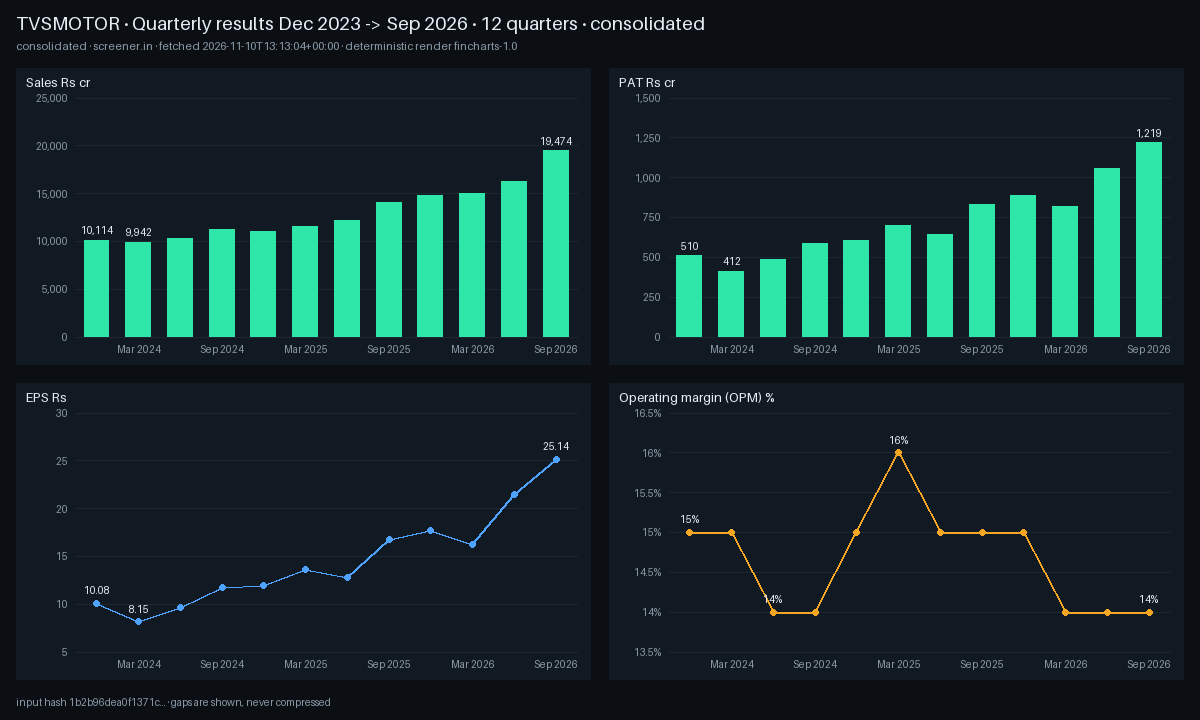 TVSMOTOR · Quarterly results Dec 2023 -> Sep 2026 · 12 quarters · consolidated
consolidated · screener.in · fetched 2026-11-10T13:13:04+00:00 · deterministic render fincharts-1.0
Sales Rs cr
25,000
20,000
15,000
10,000
5,000
0
10,114
9,942
19,474
Mar 2024
Sep 2024
Mar 2025
Sep 2025
Mar 2026
Sep 2026
PAT Rs cr
1,500
1,250
1,000
750
500
250
0
510
412
1,219
Mar 2024
Sep 2024
Mar 2025
Sep 2025
Mar 2026
Sep 2026
EPS Rs
30
25
20
15
10
5
10.08
8.15
25.14
Mar 2024
Sep 2024
Mar 2025
Sep 2025
Mar 2026
Sep 2026
Operating margin (OPM) %
16.5%
16%
15.5%
15%
14.5%
14%
13.5%
15%
14%
16%
14%
Mar 2024
Sep 2024
Mar 2025
Sep 2025
Mar 2026
Sep 2026
input hash 1b2b96dea0f1371c… · gaps are shown, never compressed